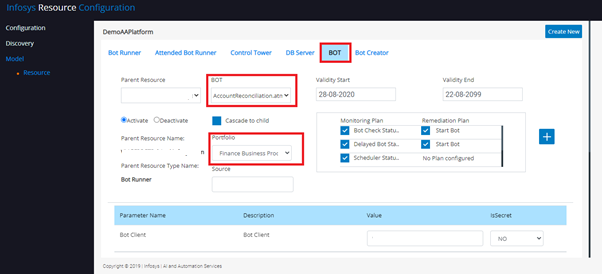 Infosys Resource Configuration
Configuration
Discovery
Model
Resource
DemoAAPlatform
Create New
Bot Runner Attended Bot Runner Control Tower DB Server BOT Bot Creator
Parent Resource BOT Validity Start Validity End
AccountReconciliation.atm 28-08-2020 22-08-2099
Activate Deactivate Cascade to child
Monitoring Plan Remediation Plan
Bot Check Statu.. Start Bot
Delayed Bot Sta.. Start Bot
Scheduler Status.. No Plan configured
Parent Resource Name: Portfolio
Finance Business Proc
Parent Resource Type Name: Source
Bot Runner
Parameter Name Description Value IsSecret
Bot Client Bot Client NO
Copyright © 2019 | Infosys | AI and Automation Services